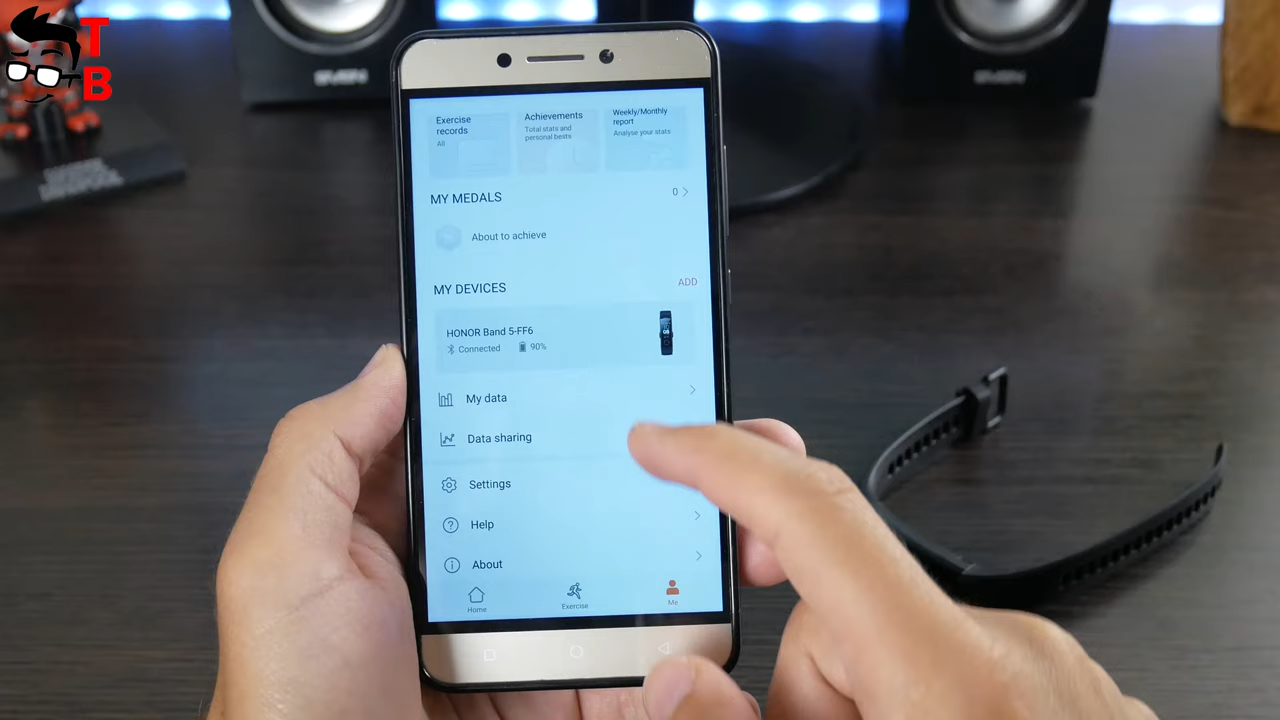 T
B
SVEN
SVEN
Exercise
records
All
Achievements
Total stats and
personal bests
Weekly/Monthly
report
Analyse your stats
MY MEDALS
0
About to achieve
MY DEVICES
ADD
HONOR Band 5-FF6
Connected
90%
My data
Data sharing
Settings
Help
About
Home
Exercise
Me